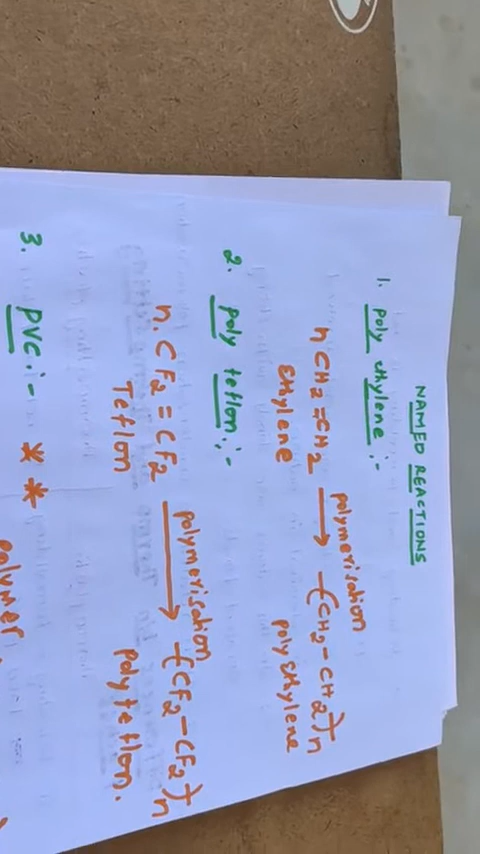 NAMED REACTIONS
1. Poly ethylene :-
n CH2=CH2 polymerisation → -(CH2-CH2)n
Ethylene poly Ethylene
2. Poly teflon :-
n. CF2=CF2 polymerisation → -(CF2-CF2)n
Teflon polyteflon.
3. PVC :- **
polymer